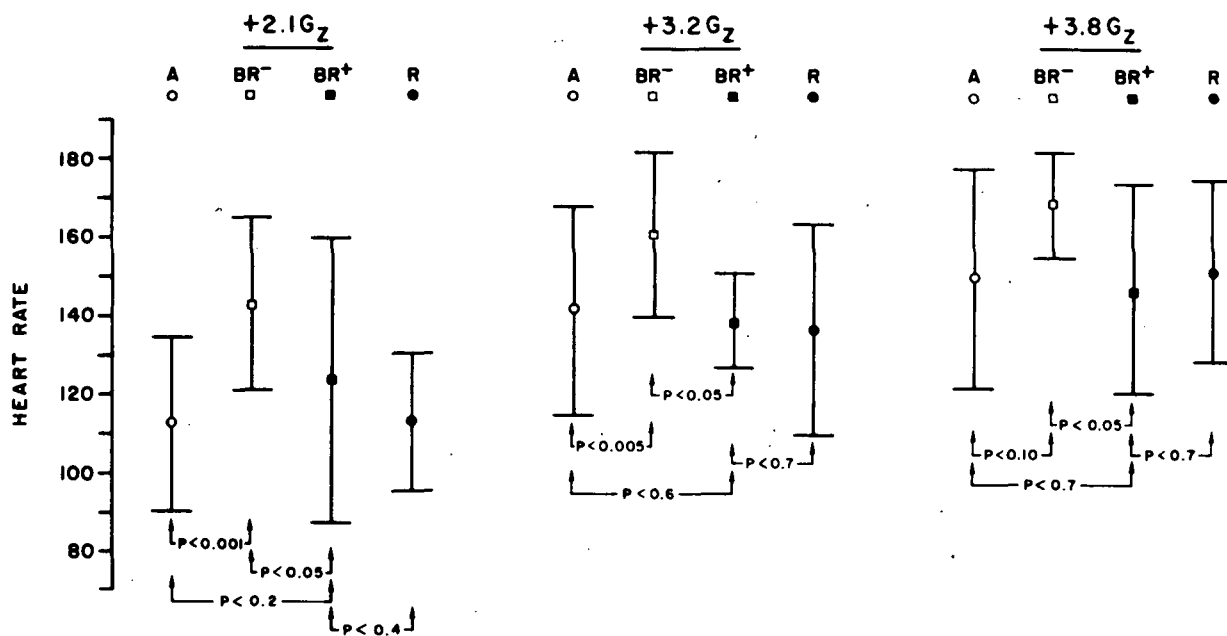 +2.1G_Z +3.2G_Z +3.8G_Z
A BR⁻ BR⁺ R A BR⁻ BR⁺ R A BR⁻ BR⁺ R
HEART RATE
180
160
140
120
100
80
P<0.001
P<0.05
P<0.2
P<0.4
P<0.05
P<0.005
P<0.7
P<0.6
P<0.05
P<0.10
P<0.7
P<0.7